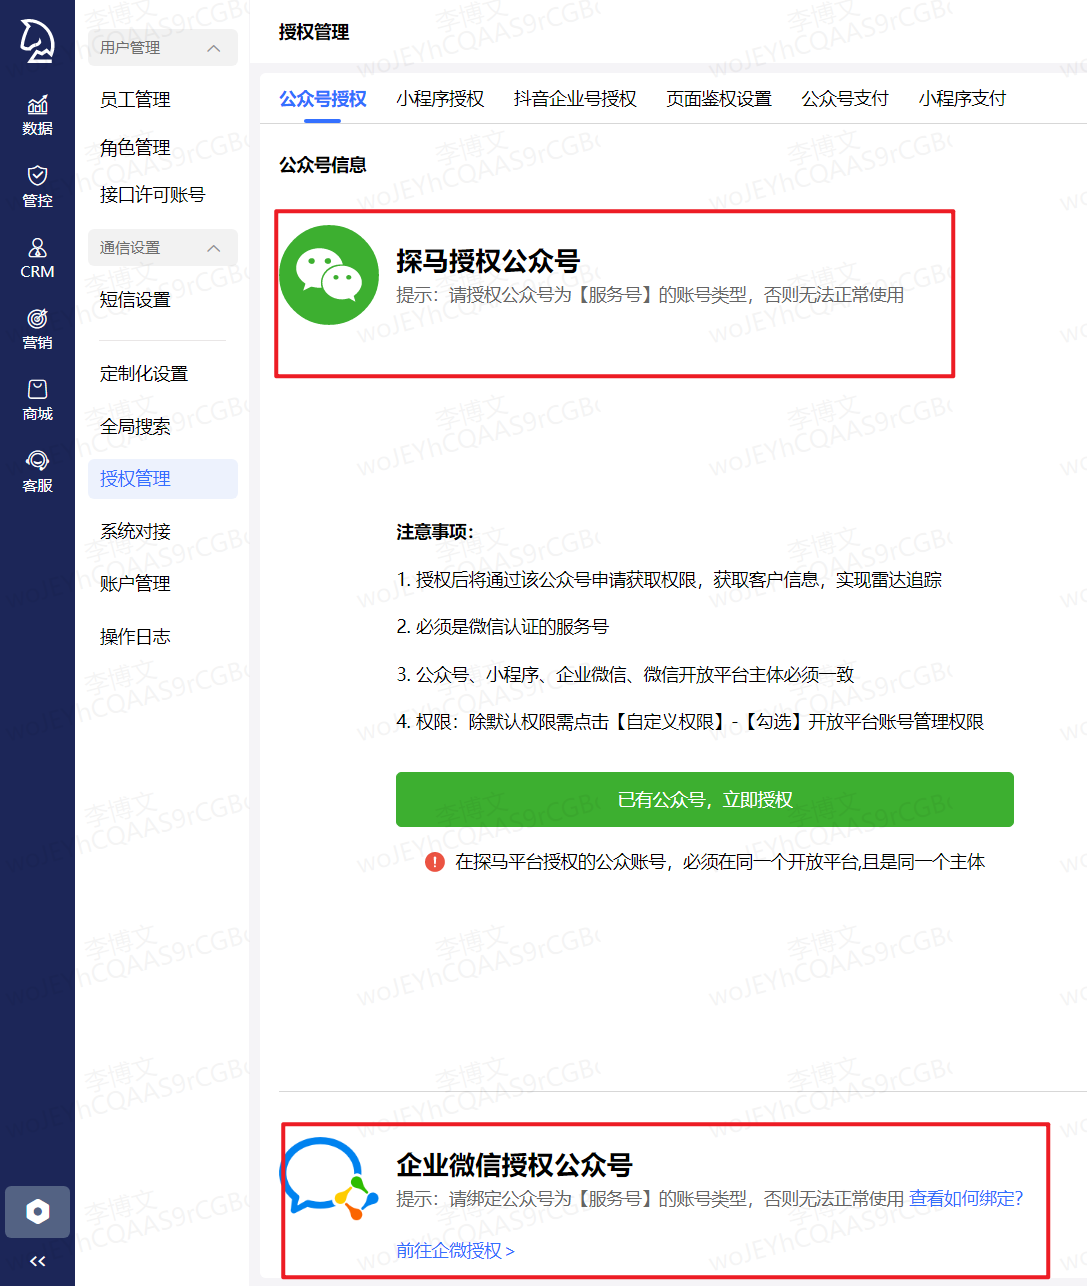 数据
管控
CRM
营销
商城
客服
用户管理
员工管理
角色管理
接口许可账号
通信设置
短信设置
定制化设置
全局搜索
授权管理
系统对接
账户管理
操作日志
授权管理
公众号授权 小程序授权 抖音企业号授权 页面鉴权设置 公众号支付 小程序支付
公众号信息
探马授权公众号
提示：请授权公众号为【服务号】的账号类型，否则无法正常使用
注意事项：
1. 授权后将通过该公众号申请获取权限，获取客户信息，实现雷达追踪
2. 必须是微信认证的服务号
3. 公众号、小程序、企业微信、微信开放平台主体必须一致
4. 权限：除默认权限需点击【自定义权限】-【勾选】开放平台账号管理权限
已有公众号，立即授权
在探马平台授权的公众账号，必须在同一个开放平台,且是同一个主体
企业微信授权公众号
提示：请绑定公众号为【服务号】的账号类型，否则无法正常使用 查看如何绑定?
前往企微授权 >
李博文
woJEYhCQAAS9rCGB